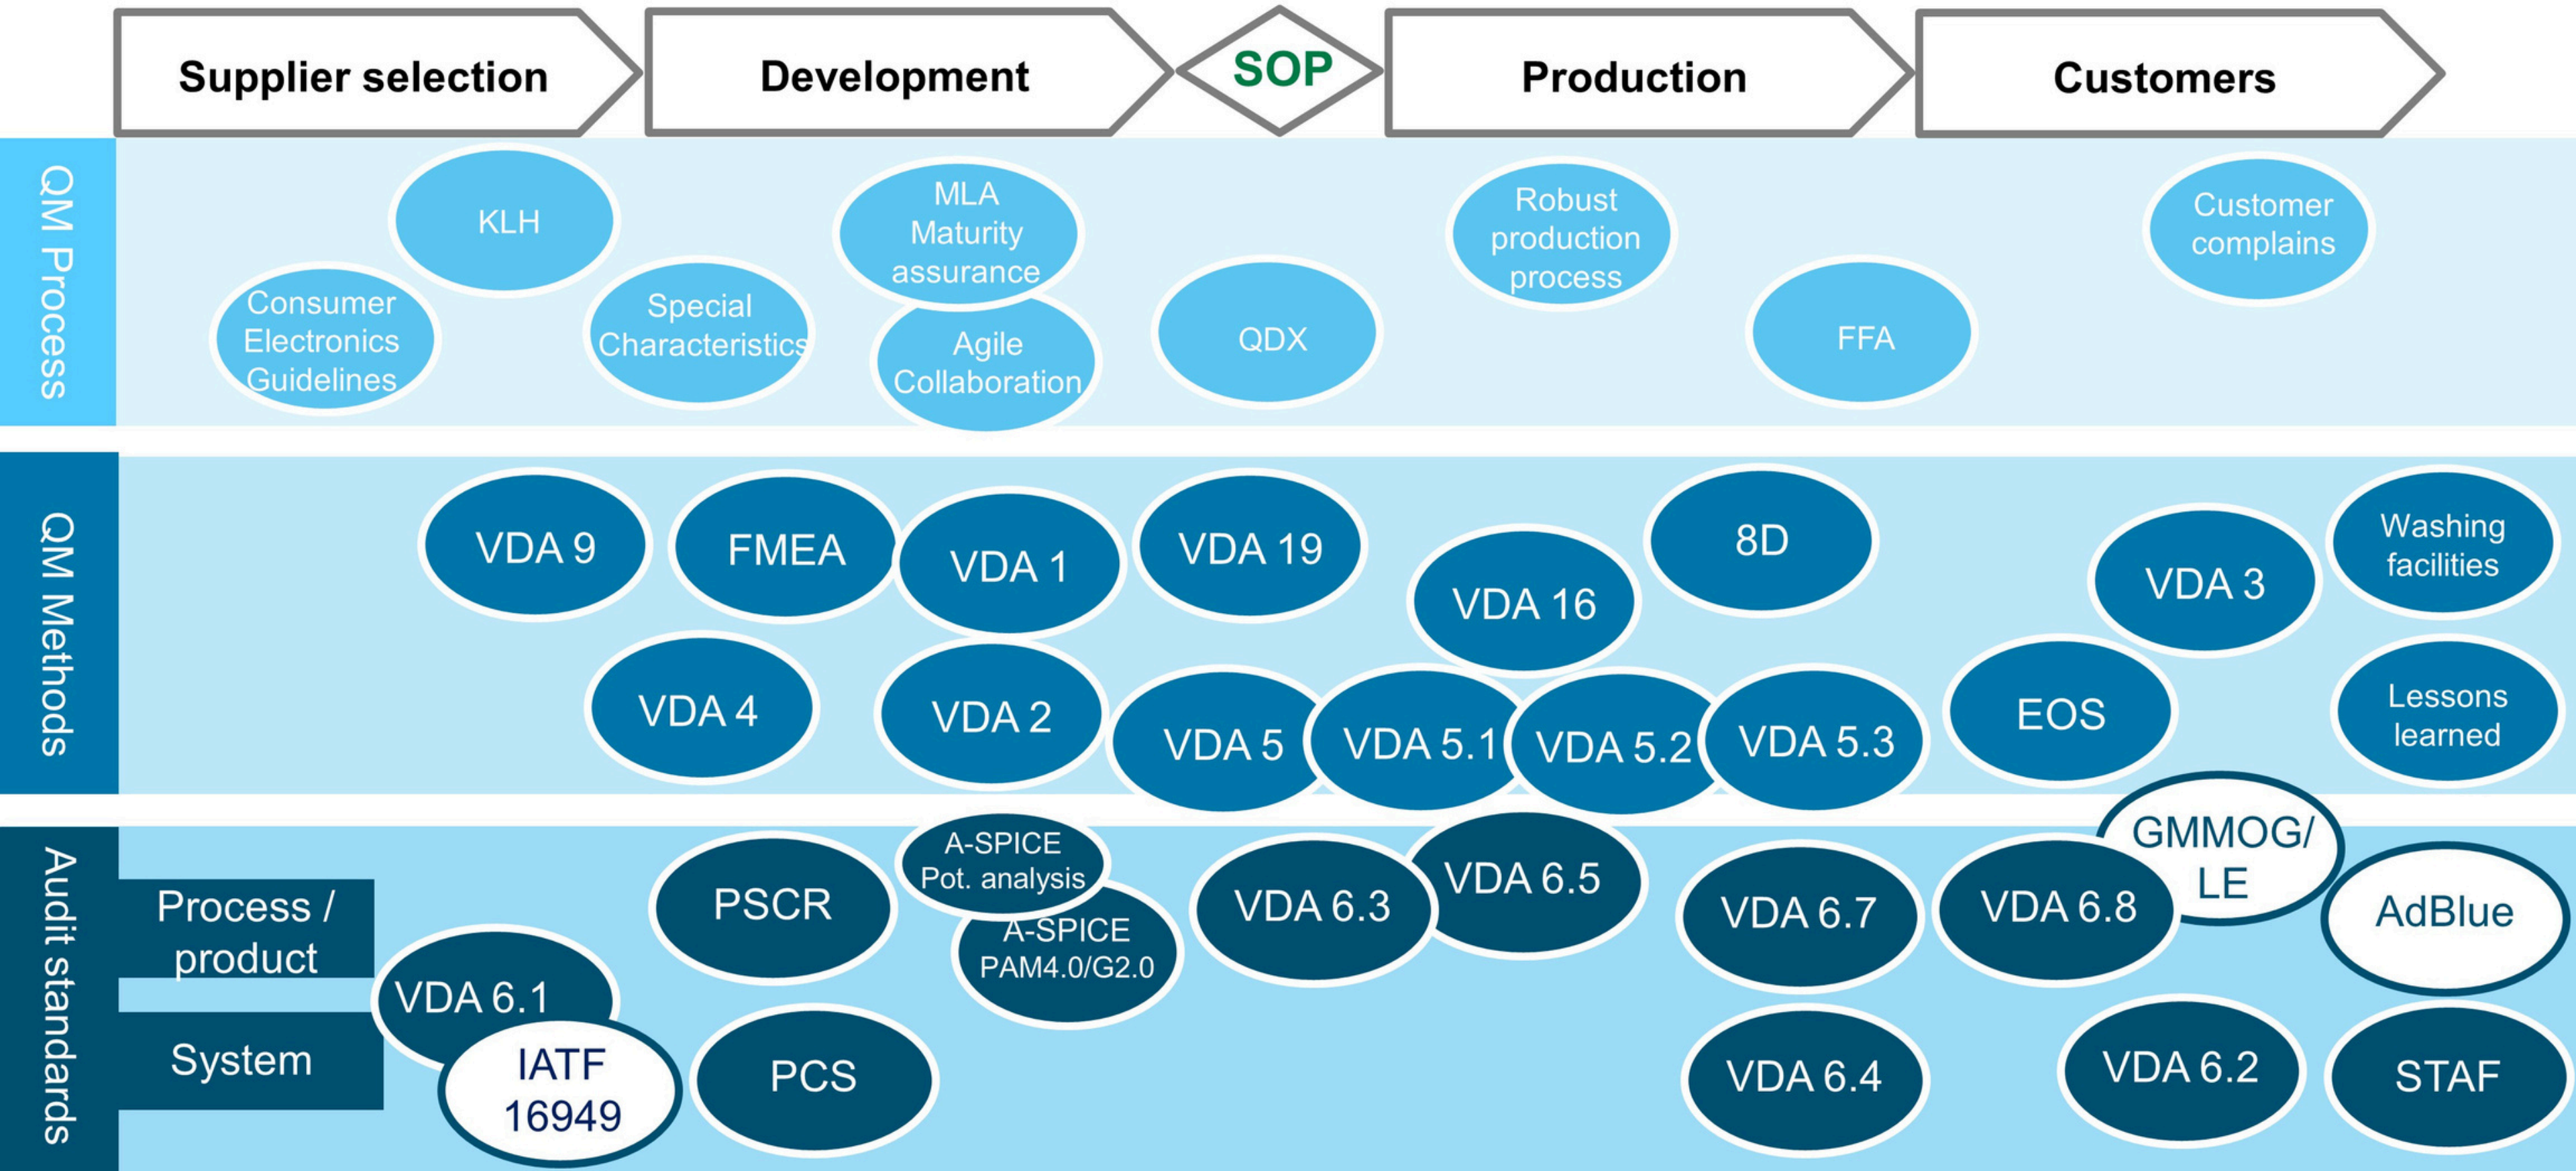 Supplier selection
Development
SOP
Production
Customers
QM Process
KLH
Consumer
Electronics
Guidelines
Special
Characteristics
MLA
Maturity
assurance
Agile
Collaboration
QDX
Robust
production
process
FFA
Customer
complains
QM Methods
VDA 9
FMEA
VDA 1
VDA 19
VDA 16
8D
VDA 3
Washing
facilities
VDA 4
VDA 2
VDA 5
VDA 5.1
VDA 5.2
VDA 5.3
EOS
Lessons
learned
Audit standards
Process /
product
System
VDA 6.1
IATF
16949
PSCR
PCS
A-SPICE
Pot. analysis
A-SPICE
PAM4.0/G2.0
VDA 6.3
VDA 6.5
VDA 6.7
VDA 6.8
GMMOG/
LE
AdBlue
VDA 6.4
VDA 6.2
STAF